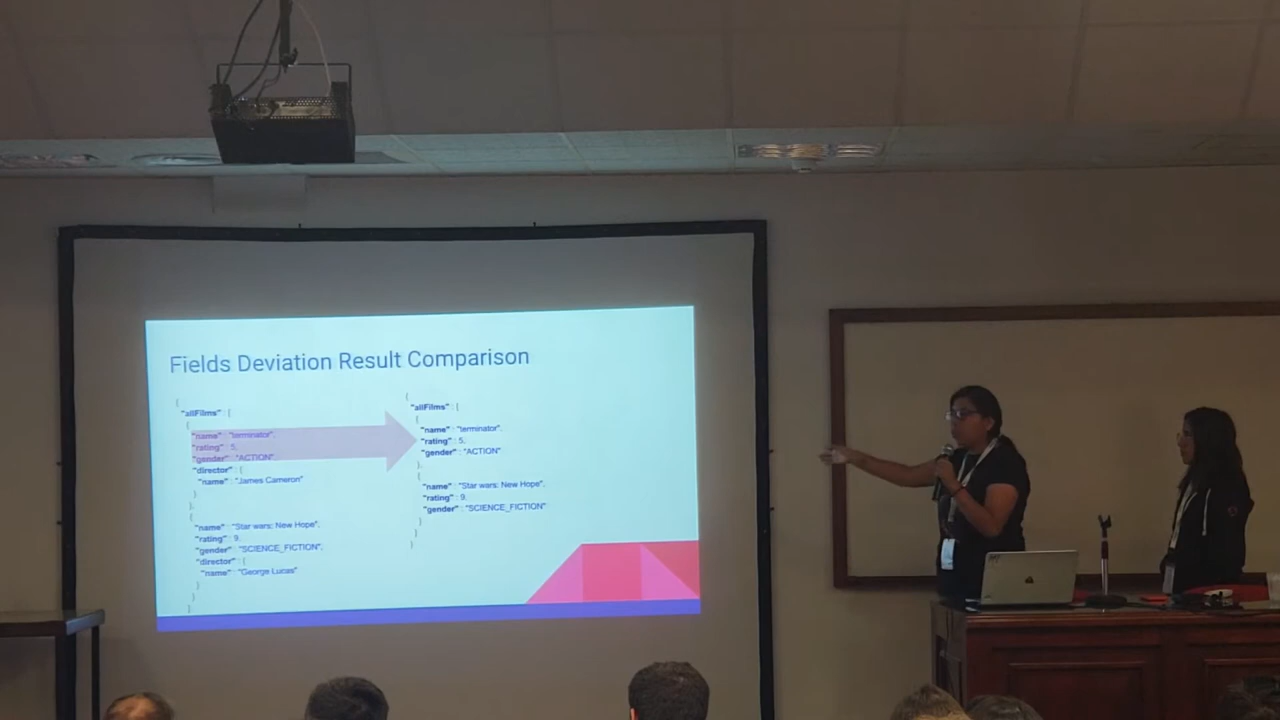 Fields Deviation Result Comparison
{
"allFilms" : [
{
"name" : "terminator",
"rating" : 5,
"gender" : "ACTION"
"director" : {
"name" : "James Cameron"
}
},
{
"name" : "Star wars: New Hope",
"rating" : 9,
"gender" : "SCIENCE_FICTION",
"director" : {
"name" : "George Lucas"
}
}
]
{
"allFilms" : [
{
"name" : "terminator",
"rating" : 5,
"gender" : "ACTION"
},
{
"name" : "Star wars: New Hope",
"rating" : 9,
"gender" : "SCIENCE_FICTION"
}
]
}